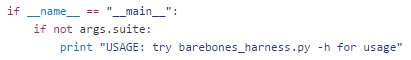 if __name__ == "__main__":
    if not args.suite:
        print "USAGE: try barebones_harness.py -h for usage"